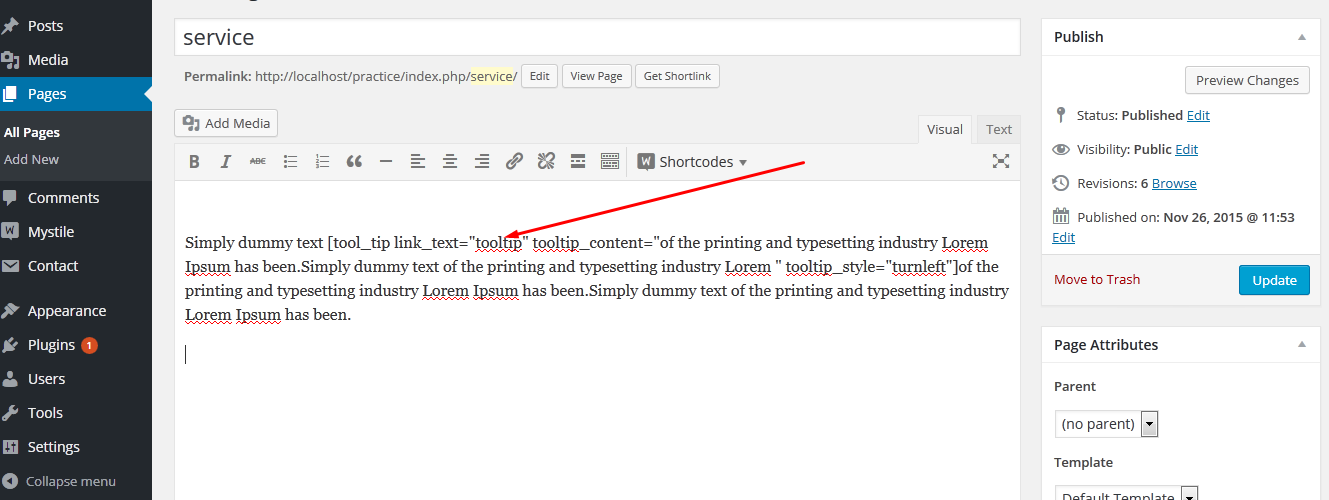 Posts
Media
Pages
All Pages
Add New
Comments
Mystile
Contact
Appearance
Plugins 1
Users
Tools
Settings
Collapse menu
service
Permalink: http://localhost/practice/index.php/service/ Edit View Page Get Shortlink
Add Media
Visual Text
B I ABC Shortcodes
Simply dummy text [tool_tip link_text="tooltip" tooltip_content="of the printing and typesetting industry Lorem
Ipsum has been.Simply dummy text of the printing and typesetting industry Lorem " tooltip_style="turnleft"]of the
printing and typesetting industry Lorem Ipsum has been.Simply dummy text of the printing and typesetting industry
Lorem Ipsum has been.
Publish
Preview Changes
Status: Published Edit
Visibility: Public Edit
Revisions: 6 Browse
Published on: Nov 26, 2015 @ 11:53
Edit
Move to Trash Update
Page Attributes
Parent
(no parent)
Template
Default Template